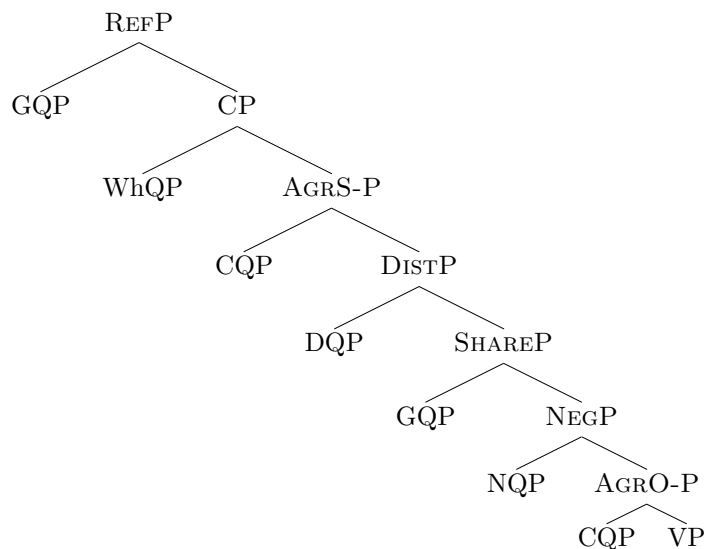 REFP
GQP CP
WhQP AGRS-P
CQP DISTP
DQP SHAREP
GQP NEGP
NQP AGRO-P
CQP VP